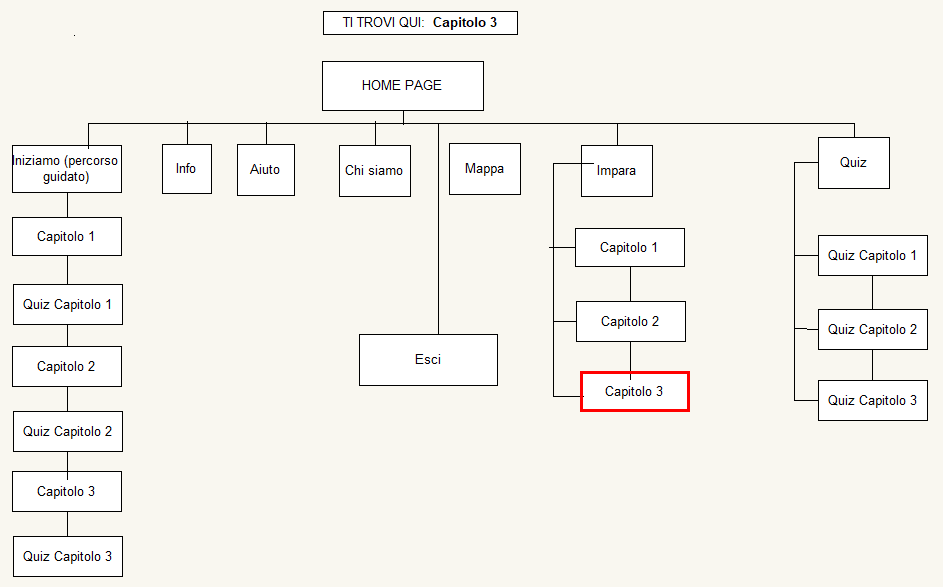 TI TROVI QUI: Capitolo 3
HOME PAGE
Iniziamo (percorso
guidato)
Info
Aiuto
Chi siamo
Mappa
Impara
Quiz
Capitolo 1
Quiz Capitolo 1
Capitolo 2
Quiz Capitolo 2
Capitolo 3
Quiz Capitolo 3
Esci
Capitolo 1
Capitolo 2
Capitolo 3
Quiz Capitolo 1
Quiz Capitolo 2
Quiz Capitolo 3